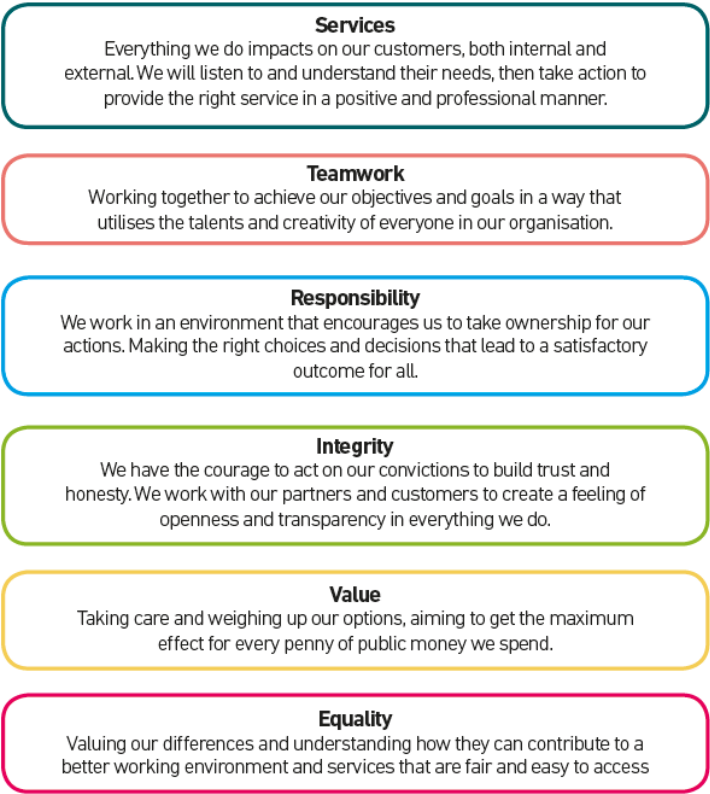 Services
Everything we do impacts on our customers, both internal and
external. We will listen to and understand their needs, then take action to
provide the right service in a positive and professional manner.
Teamwork
Working together to achieve our objectives and goals in a way that
utilises the talents and creativity of everyone in our organisation.
Responsibility
We work in an environment that encourages us to take ownership for our
actions. Making the right choices and decisions that lead to a satisfactory
outcome for all.
Integrity
We have the courage to act on our convictions to build trust and
honesty. We work with our partners and customers to create a feeling of
openness and transparency in everything we do.
Value
Taking care and weighing up our options, aiming to get the maximum
effect for every penny of public money we spend.
Equality
Valuing our differences and understanding how they can contribute to a
better working environment and services that are fair and easy to access